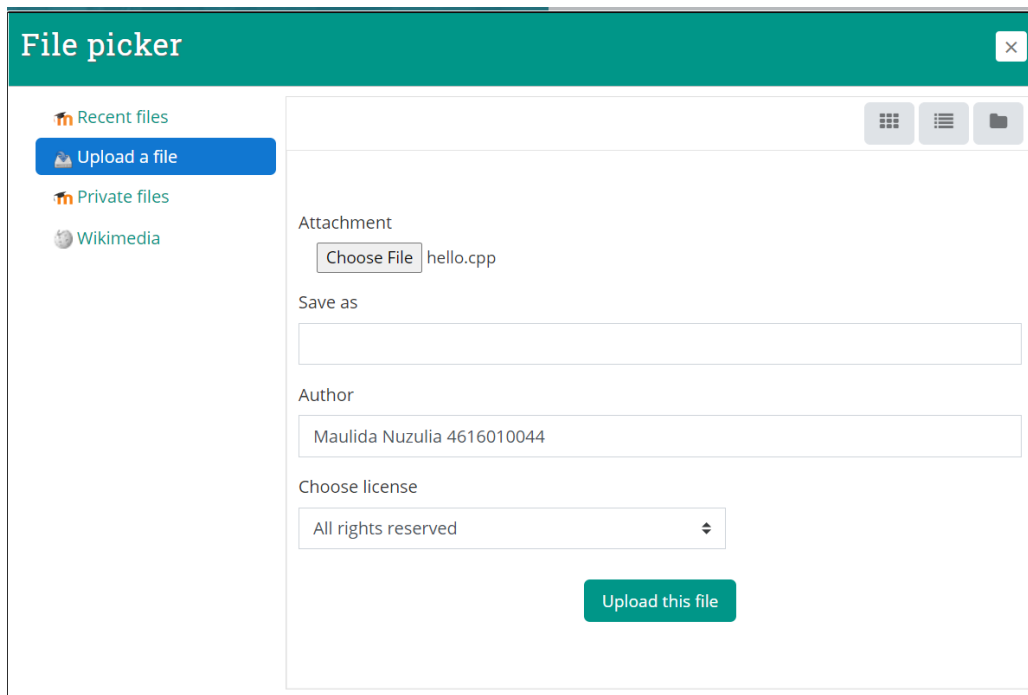 File picker
×
Recent files
Upload a file
Private files
Wikimedia
Attachment
Choose File hello.cpp
Save as
Author
Maulida Nuzulia 4616010044
Choose license
All rights reserved
Upload this file